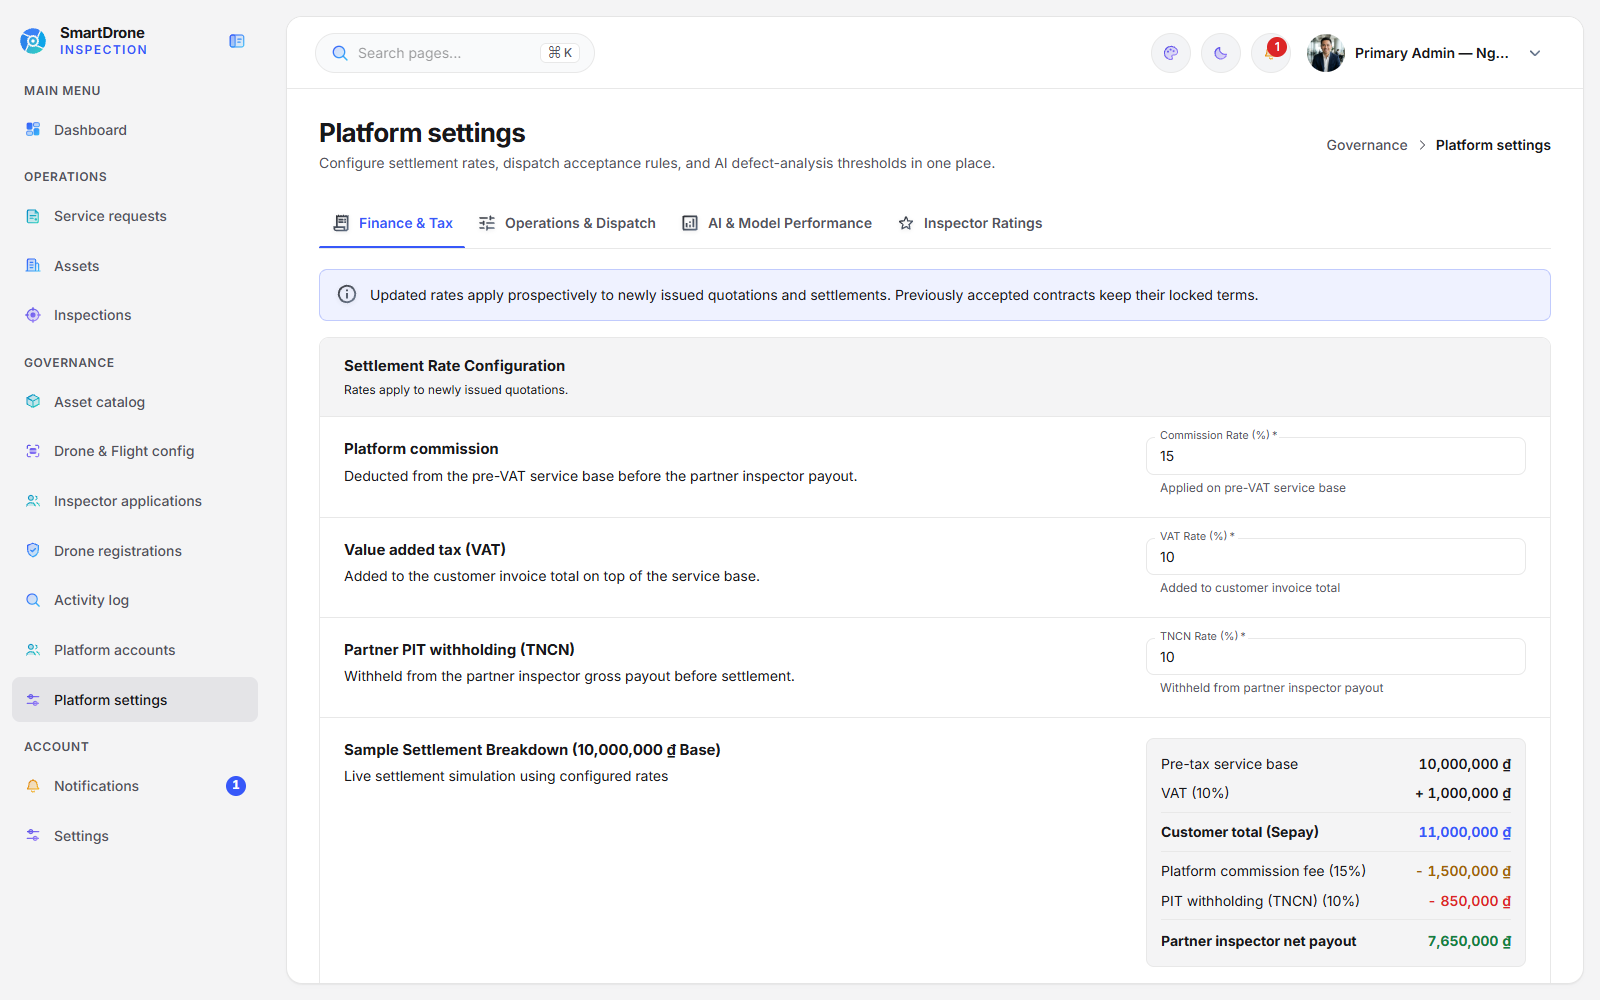 SmartDrone
INSPECTION
MAIN MENU
Dashboard
OPERATIONS
Service requests
Assets
Inspections
GOVERNANCE
Asset catalog
Drone & Flight config
Inspector applications
Drone registrations
Activity log
Platform accounts
Platform settings
ACCOUNT
Notifications
1
Settings
Search pages...
⌘ K
1
Primary Admin — Ng...
Platform settings
Configure settlement rates, dispatch acceptance rules, and AI defect-analysis thresholds in one place.
Governance > Platform settings
Finance & Tax
Operations & Dispatch
AI & Model Performance
Inspector Ratings
Updated rates apply prospectively to newly issued quotations and settlements. Previously accepted contracts keep their locked terms.
Settlement Rate Configuration
Rates apply to newly issued quotations.
Platform commission
Deducted from the pre-VAT service base before the partner inspector payout.
Commission Rate (%) *
15
Applied on pre-VAT service base
Value added tax (VAT)
Added to the customer invoice total on top of the service base.
VAT Rate (%) *
10
Added to customer invoice total
Partner PIT withholding (TNCN)
Withheld from the partner inspector gross payout before settlement.
TNCN Rate (%) *
10
Withheld from partner inspector payout
Sample Settlement Breakdown (10,000,000 ₫ Base)
Live settlement simulation using configured rates
Pre-tax service base 10,000,000 ₫
VAT (10%) + 1,000,000 ₫
Customer total (Sepay) 11,000,000 ₫
Platform commission fee (15%) - 1,500,000 ₫
PIT withholding (TNCN) (10%) - 850,000 ₫
Partner inspector net payout 7,650,000 ₫